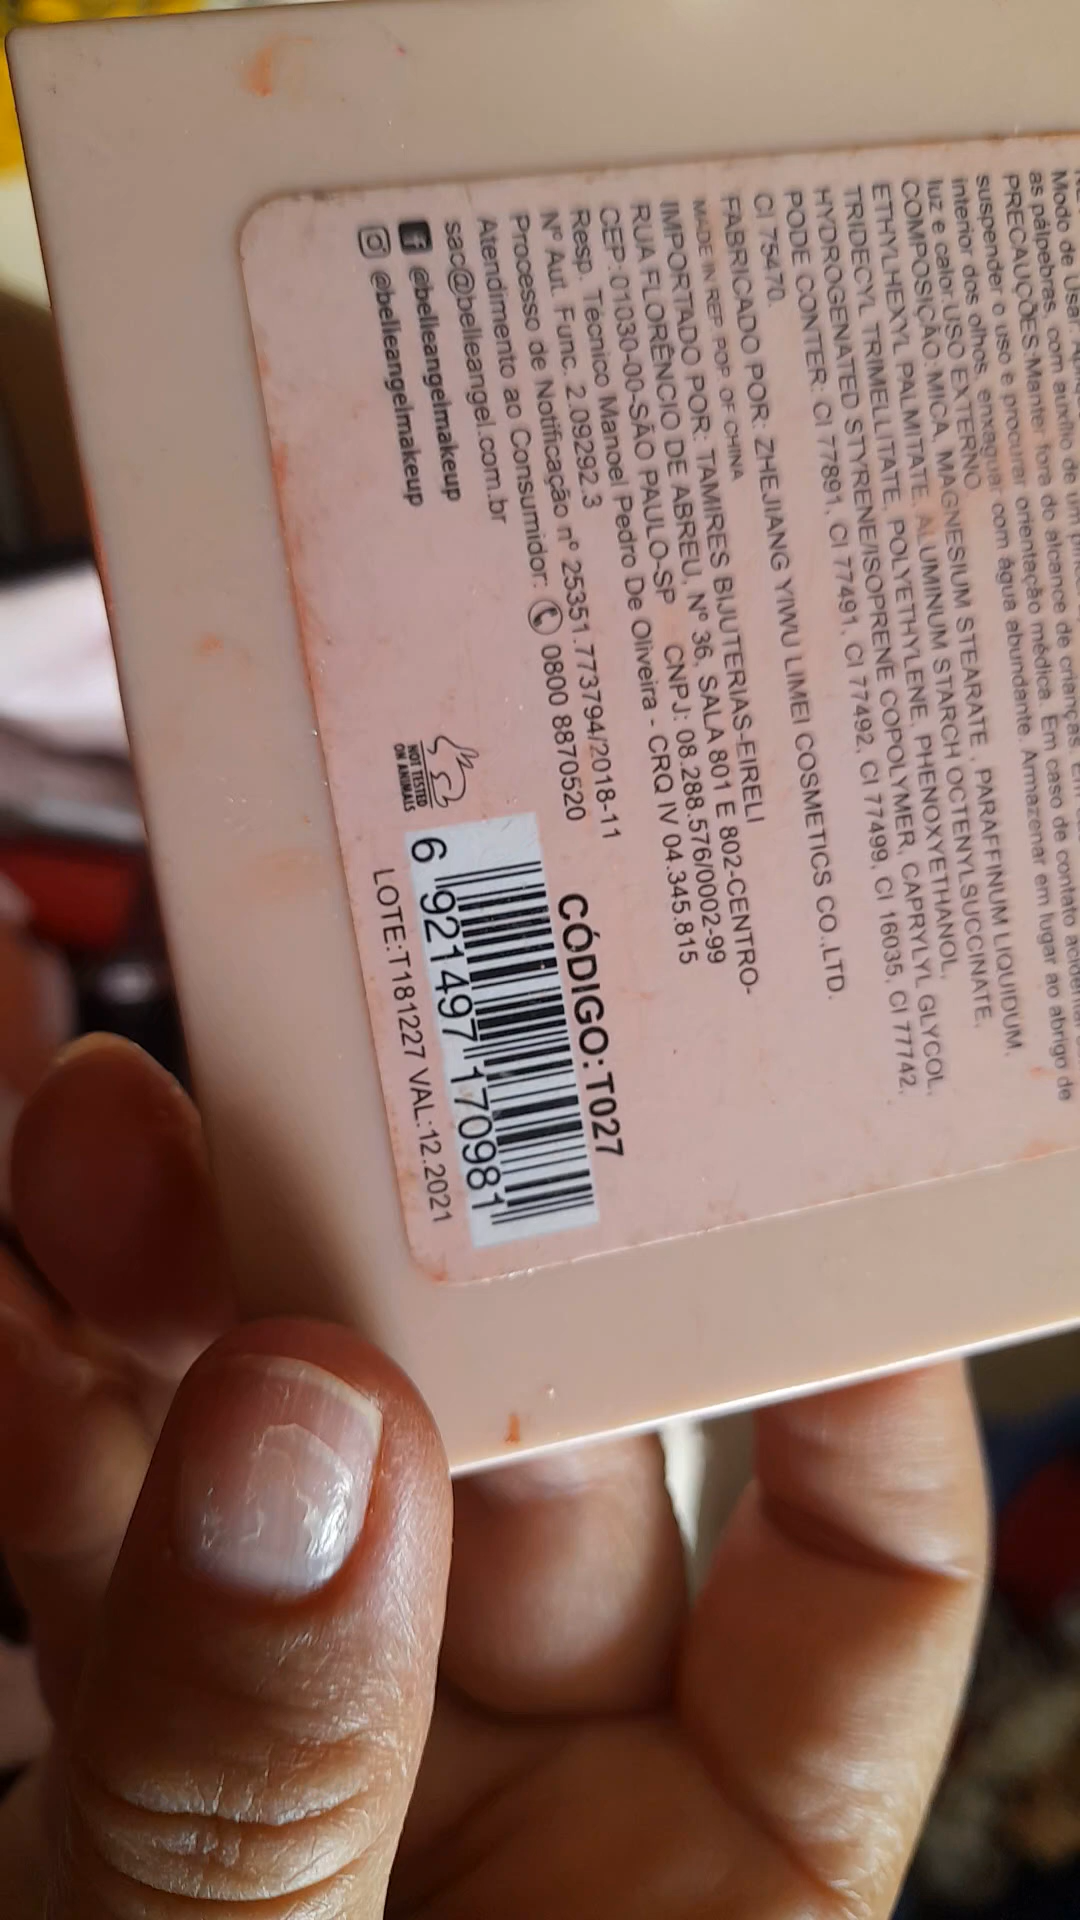 Modo de Usar:
as pálpebras, com auxílio de um
PRECAUÇÕES:Manter fora do alcance de crianças.
suspender o uso e procurar orientação médica. Em caso de contato acidental
interior dos olhos, enxaguar com água abundante. Armazenar em lugar ao abrigo de
luz e calor.USO EXTERNO.
COMPOSIÇÃO: MICA, MAGNESIUM STEARATE , PARAFFINUM LIQUIDUM,
ETHYLHEXYL PALMITATE, ALUMINUM STARCH OCTENYLSUCCINATE,
TRIDECYL TRIMELLITATE, POLYETHYLENE, PHENOXYETHANOL,
HYDROGENATED STYRENE/ISOPRENE COPOLYMER, CAPRYLYL GLYCOL,
PODE CONTER: CI 77891, CI 77491, CI 77492, CI 77499, CI 16035, CI 77742,
CI 75470.
FABRICADO POR: ZHEJIANG YIWU LIMEI COSMETICS CO.,LTD.
MADE IN REP. POP. OF CHINA
IMPORTADO POR: TAMIRES BIJUTERIAS-EIRELI
RUA FLORÊNCIO DE ABREU, Nº 36, SALA 801 E 802-CENTRO-
CEP:01030-00-SÃO PAULO-SP CNPJ: 08.288.576/0002-99
Resp. Técnico Manoel Pedro De Oliveira - CRQ IV 04.345.815
Nº Aut. Func. 2.09292.3
Processo de Notificação nº 25351.773794/2018-11
Atendimento ao Consumidor: 0800 8870520
sac@belleangel.com.br
@belleangelmakeup
@belleangelmakeup
NOT TESTED
ON ANIMALS
CÓDIGO:T027
6 921497 170981
LOTE:T181227 VAL:12.2021